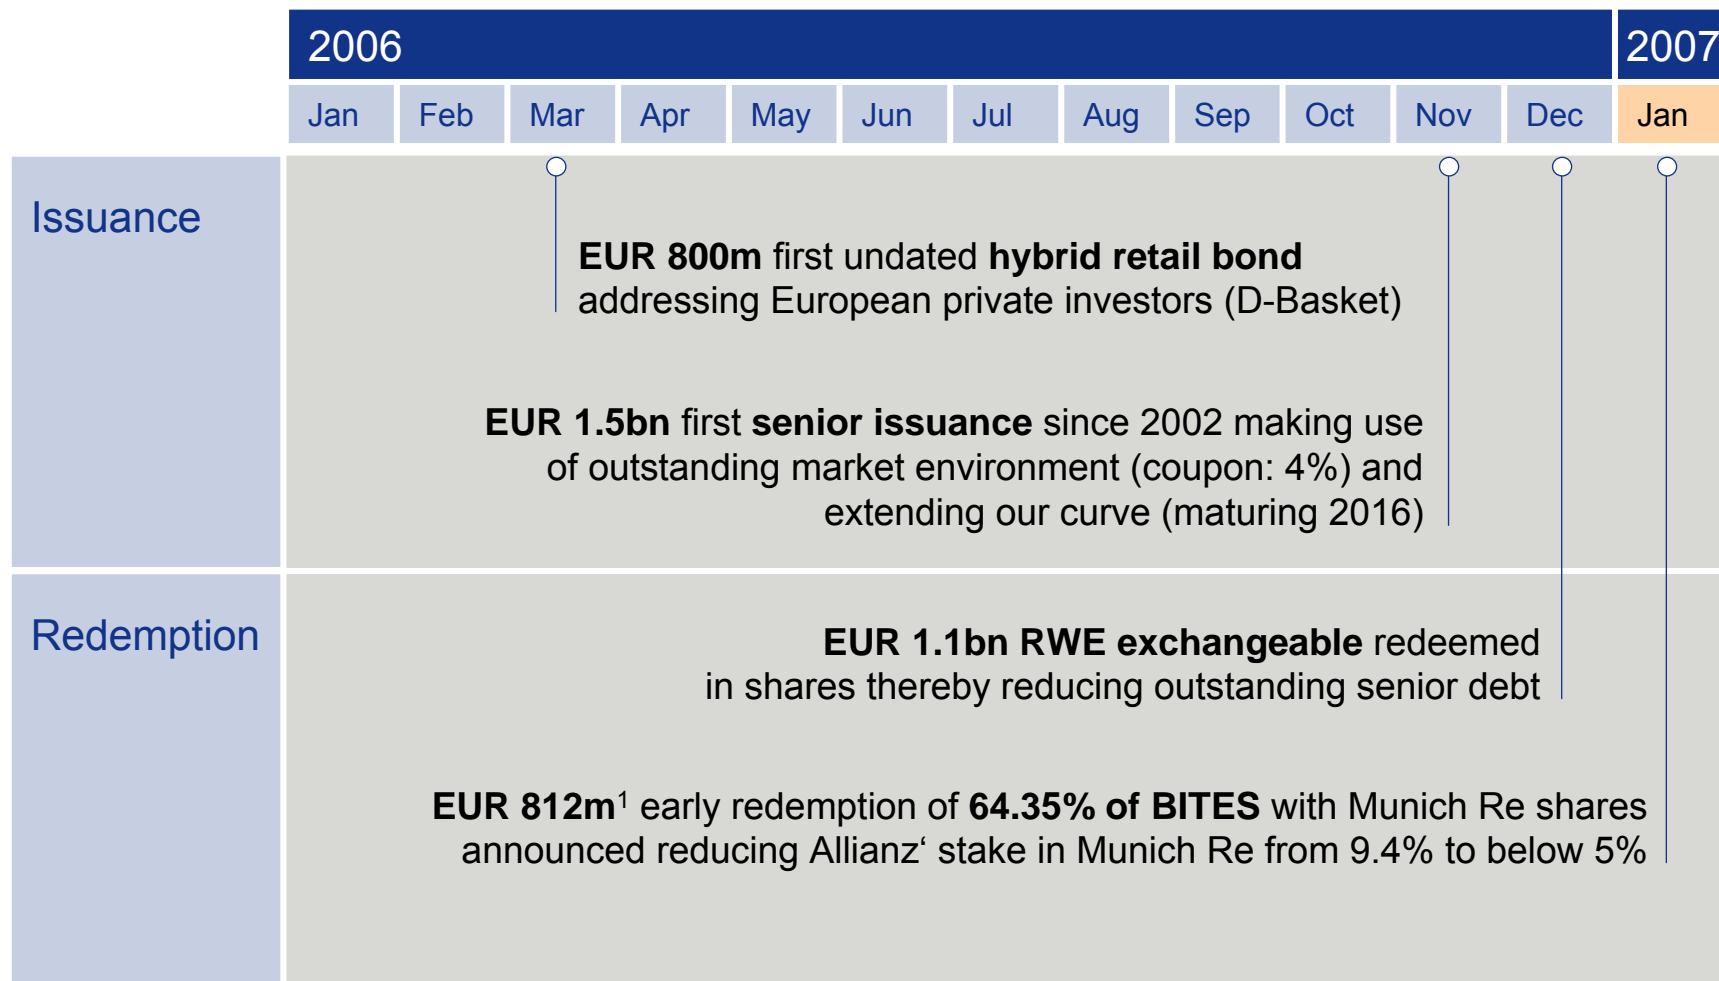 2006 2007
Jan Feb Mar Apr May Jun Jul Aug Sep Oct Nov Dec Jan
Issuance
EUR 800m first undated hybrid retail bond
addressing European private investors (D-Basket)
EUR 1.5bn first senior issuance since 2002 making use
of outstanding market environment (coupon: 4%) and
extending our curve (maturing 2016)
Redemption
EUR 1.1bn RWE exchangeable redeemed
in shares thereby reducing outstanding senior debt
EUR 812m¹ early redemption of 64.35% of BITES with Munich Re shares
announced reducing Allianz‘ stake in Munich Re from 9.4% to below 5%